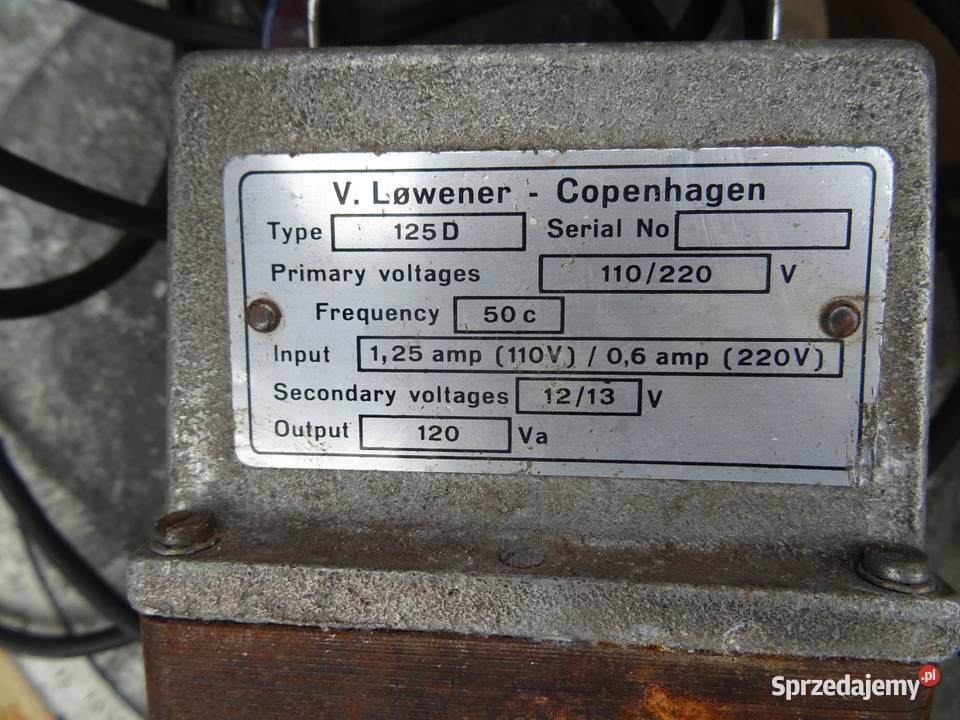 V. Løwener - Copenhagen
Type 125D Serial No
Primary voltages 110/220 V
Frequency 50 c
Input 1,25 amp (110V) / 0,6 amp (220V)
Secondary voltages 12/13 V
Output 120 Va
Sprzedajemy.pl